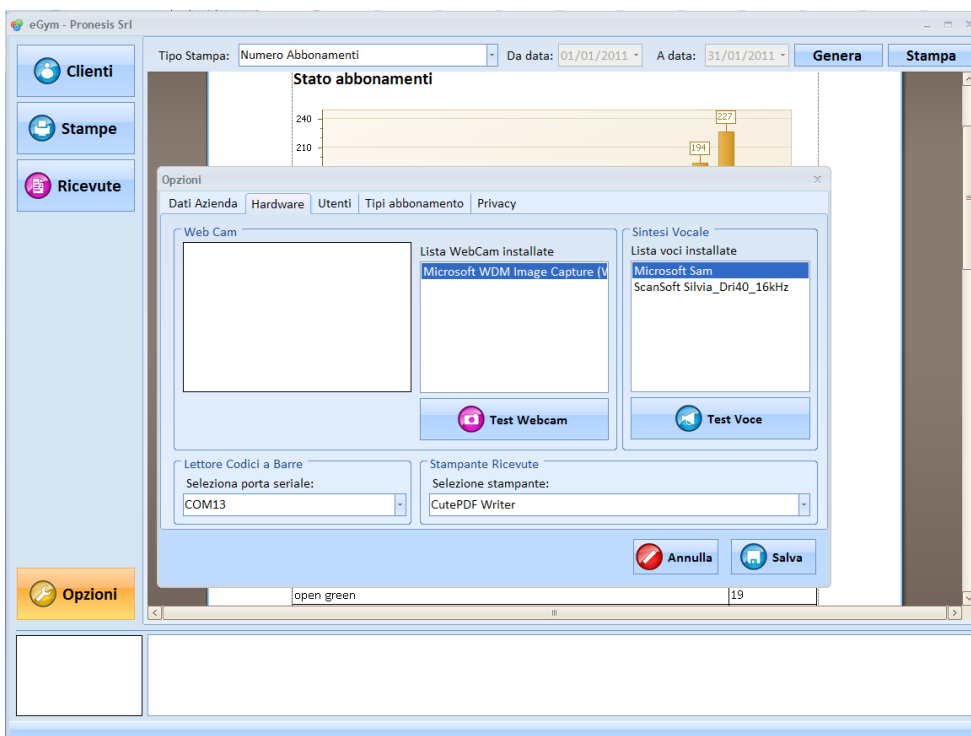 eGym - Pronesis Srl
Clienti
Stampe
Ricevute
Opzioni
Tipo Stampa: Numero Abbonamenti Da data: 01/01/2011 A data: 31/01/2011 Genera Stampa
Stato abbonamenti
240
227
210
194
Opzioni
Dati Azienda Hardware Utenti Tipi abbonamento Privacy
Web Cam
Lista WebCam installate
Microsoft WDM Image Capture (W
Test Webcam
Sintesi Vocale
Lista voci installate
Microsoft Sam
ScanSoft Silvia_Dri40_16kHz
Test Voce
Lettore Codici a Barre
Seleziona porta seriale:
COM13
Stampante Ricevute
Selezione stampante:
CutePDF Writer
Annulla Salva
open green 19